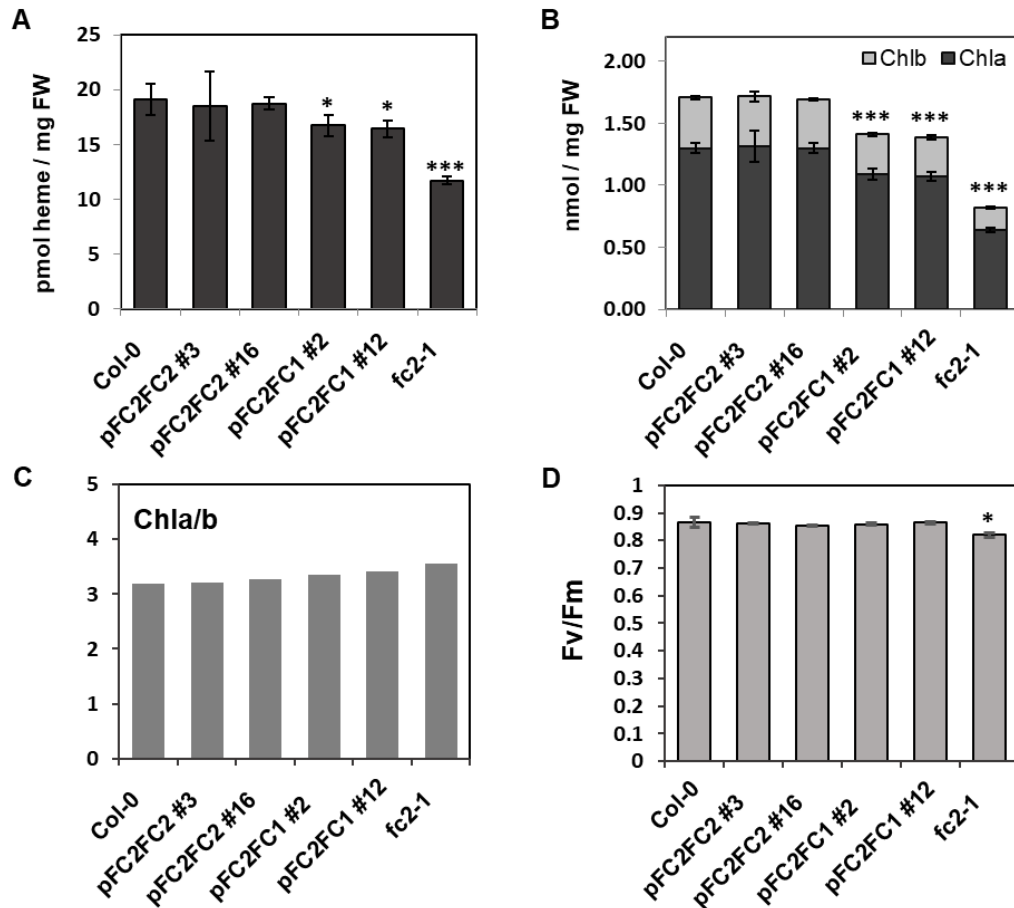 A
pmol heme / mg FW
25
20
15
10
5
0
*
*
***
Col-0
pFC2FC2 #3
pFC2FC2 #16
pFC2FC1 #2
pFC2FC1 #12
fc2-1
B
nmol / mg FW
2.00
1.50
1.00
0.50
0.00
Chlb Chla
***
***
***
Col-0
pFC2FC2 #3
pFC2FC2 #16
pFC2FC1 #2
pFC2FC1 #12
fc2-1
C
Chla/b
5
4
3
2
1
0
Col-0
pFC2FC2 #3
pFC2FC2 #16
pFC2FC1 #2
pFC2FC1 #12
fc2-1
D
Fv/Fm
1
0.9
0.8
0.7
0.6
0.5
0.4
0.3
0.2
0.1
0
*
Col-0
pFC2FC2 #3
pFC2FC2 #16
pFC2FC1 #2
pFC2FC1 #12
fc2-1